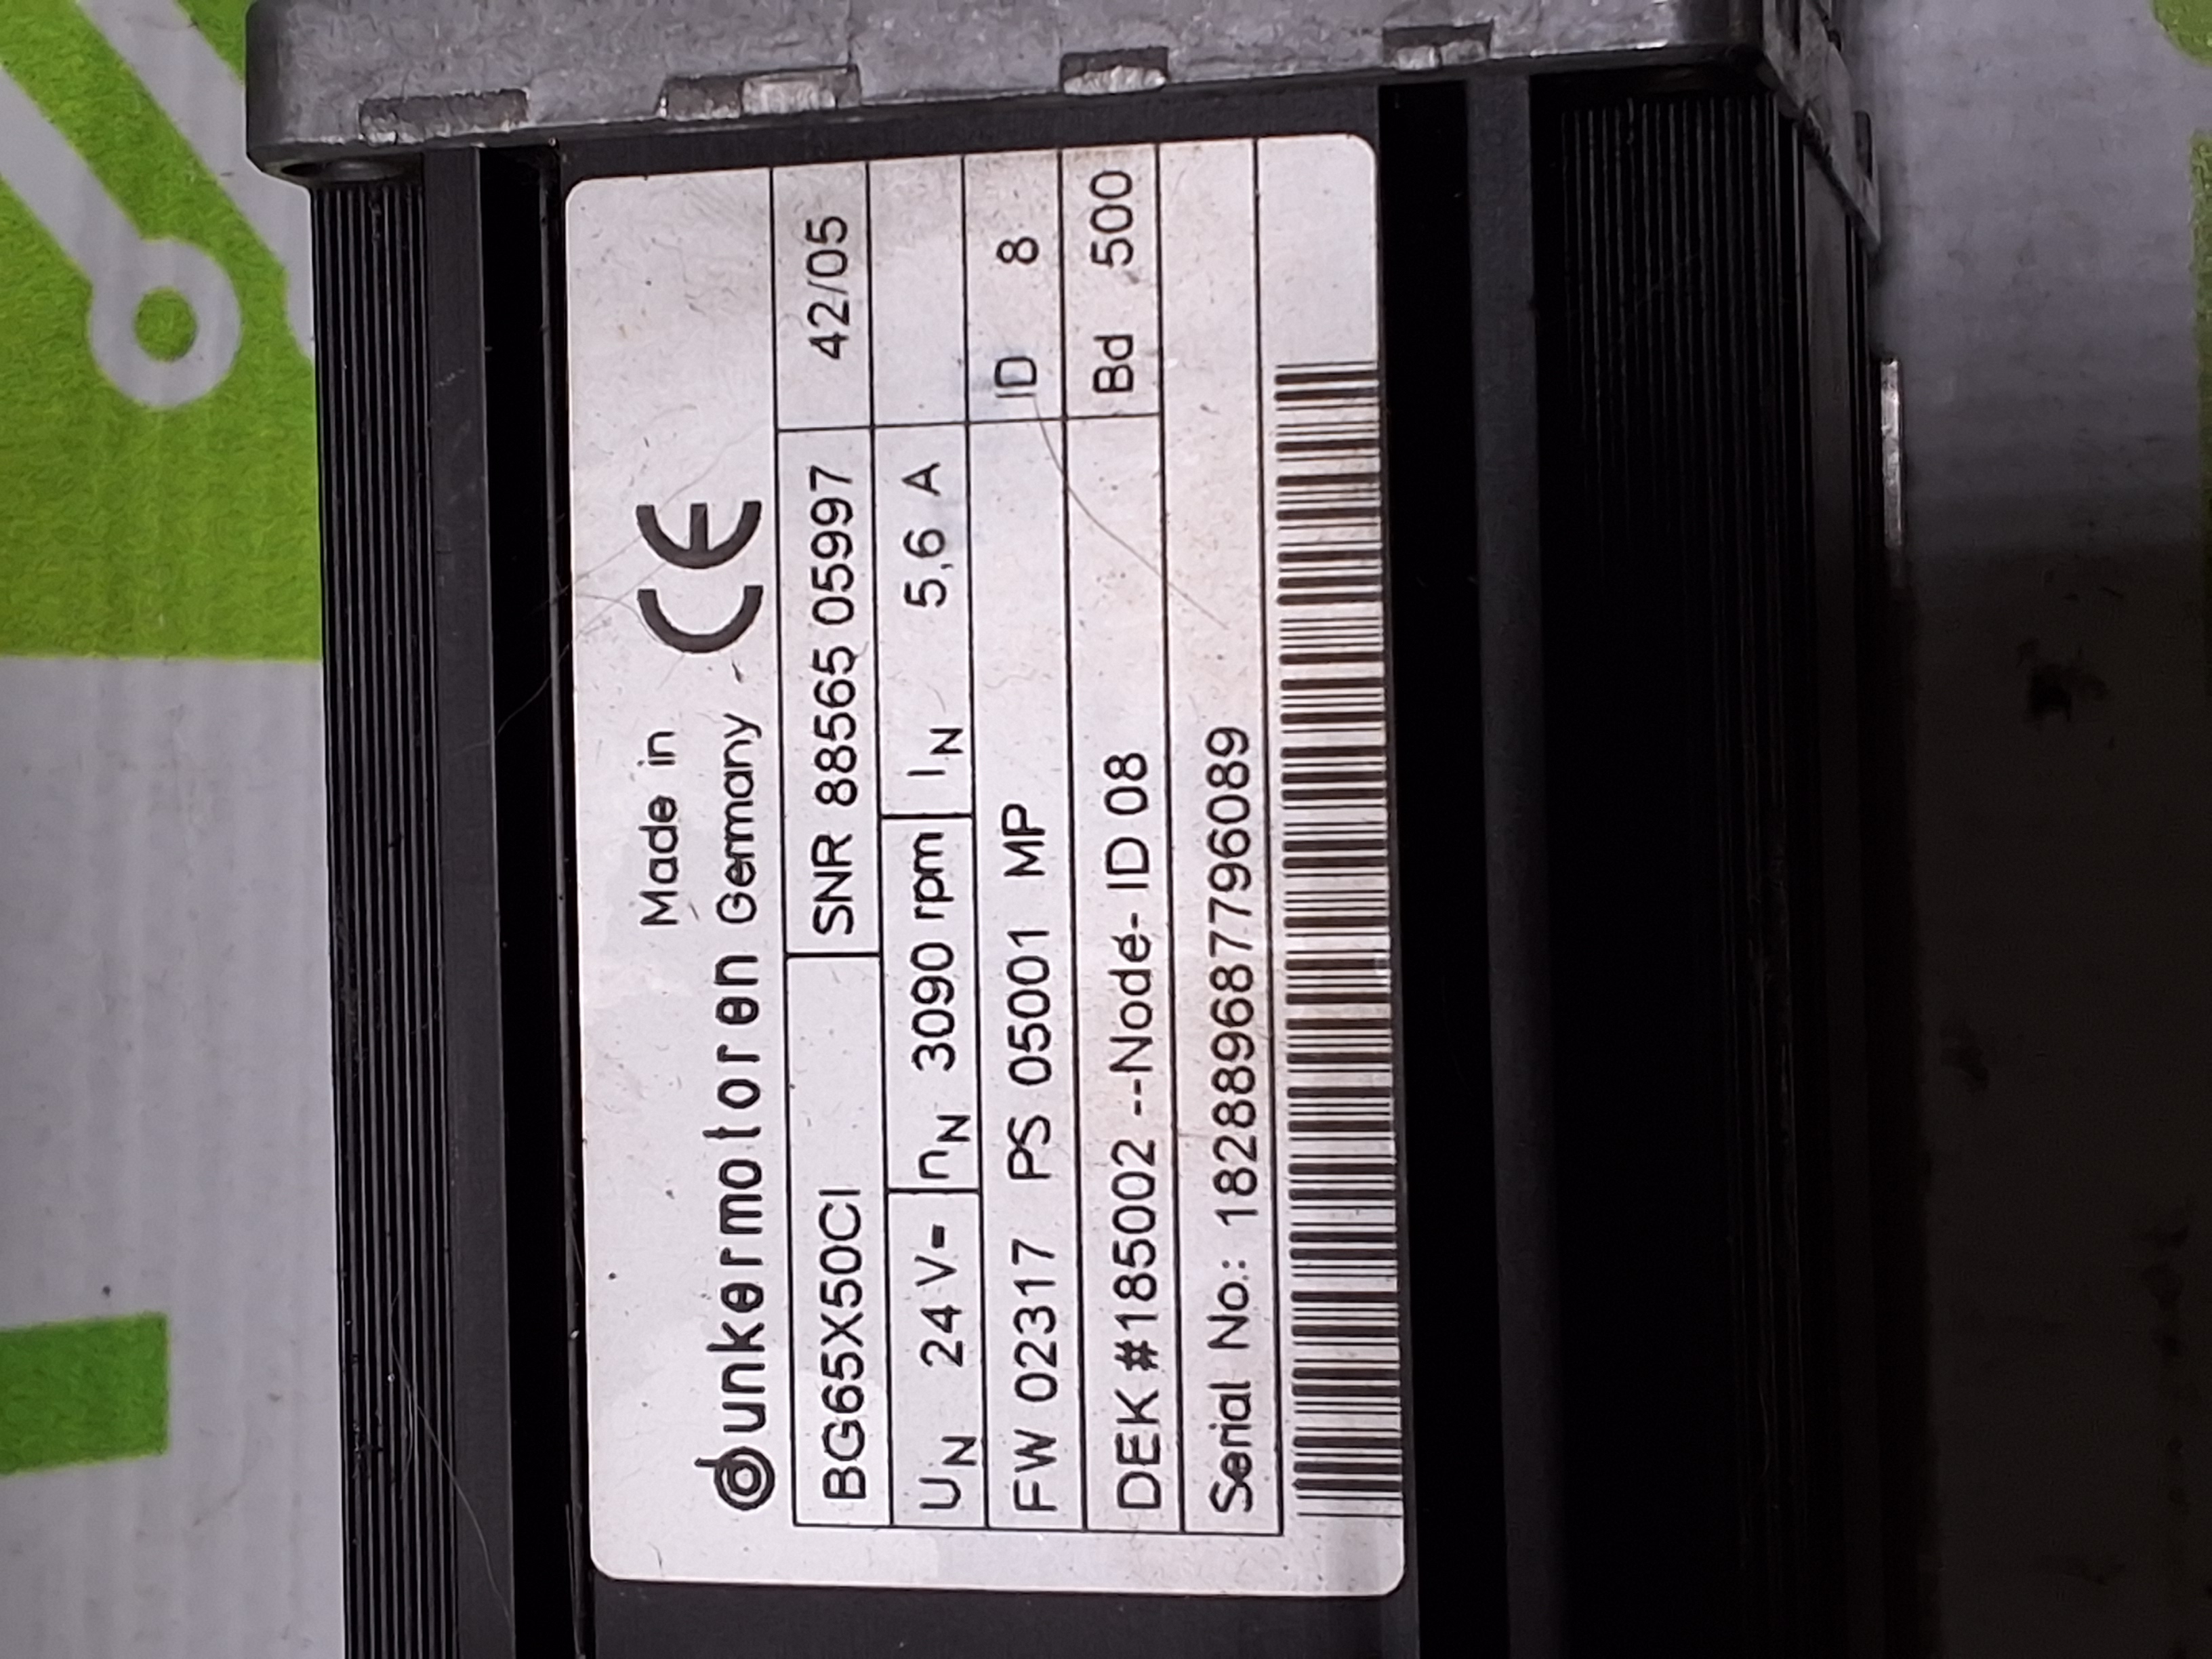 Made in
dunkermotoren Germany CE
BG65X50CI SNR 88565 05997 42/05
UN 24 V= nN 3090 rpm IN 5,6 A
FW 02317 PS 05001 MP ID 8
DEK #185002 --Node- ID 08 Bd 500
Serial No.: 182889687796089